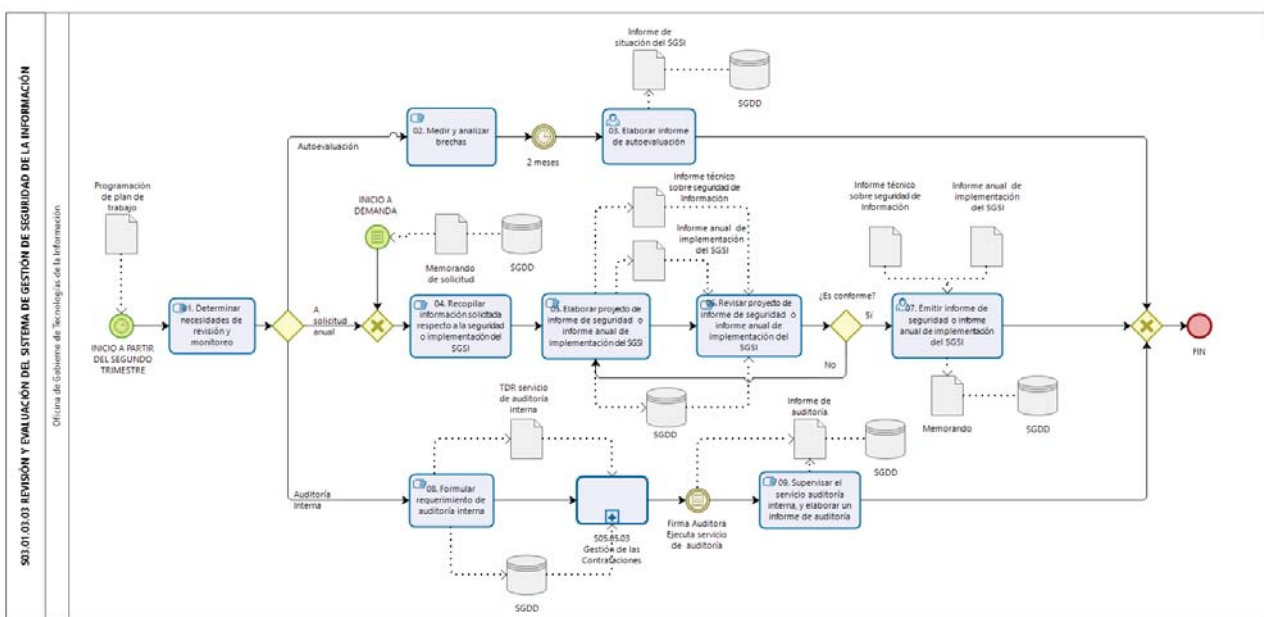 S03.01.03.03 REVISIÓN Y EVALUACIÓN DEL SISTEMA DE GESTIÓN DE SEGURIDAD DE LA INFORMACIÓN
Oficina de Gobierno de Tecnologías de la Información
Programación
de plan de
trabajo
INICIO A PARTIR
DEL SEGUNDO
TRIMESTRE
01. Determinar
necesidades de
revisión y
monitoreo
Autoevaluación
02. Medir y analizar
brechas
2 meses
03. Elaborar informe
de autoevaluación
Informe de
situación del SGSI
SGDD
A
solicitud
anual
INICIO A
DEMANDA
Memorando
de solicitud
SGDD
04. Recopilar
información solicitada
respecto a la seguridad
o implementación del
SGSI
05. Elaborar proyecto de
informe de seguridad o
informe anual de
implementación del SGSI
Informe técnico
sobre seguridad de
Información
Informe anual de
implementación
del SGSI
06. Revisar proyecto de
informe de seguridad o
informe anual de
implementación del
SGSI
SGDD
¿Es conforme?
Sí
No
Informe técnico
sobre seguridad de
Información
Informe anual de
implementación
del SGSI
07. Emitir informe de
seguridad o informe
anual de implementación
del SGSI
Memorando
SGDD
FIN
Auditoría
Interna
08. Formular
requerimiento de
auditoría interna
TDR servicio
de auditoría
interna
SGDD
S05.05.03
Gestión de las
Contrataciones
Firma Auditora
Ejecuta servicio
de auditoría
Informe de
auditoría
SGDD
09. Supervisar el
servicio auditoría
interna, y elaborar un
informe de auditoría